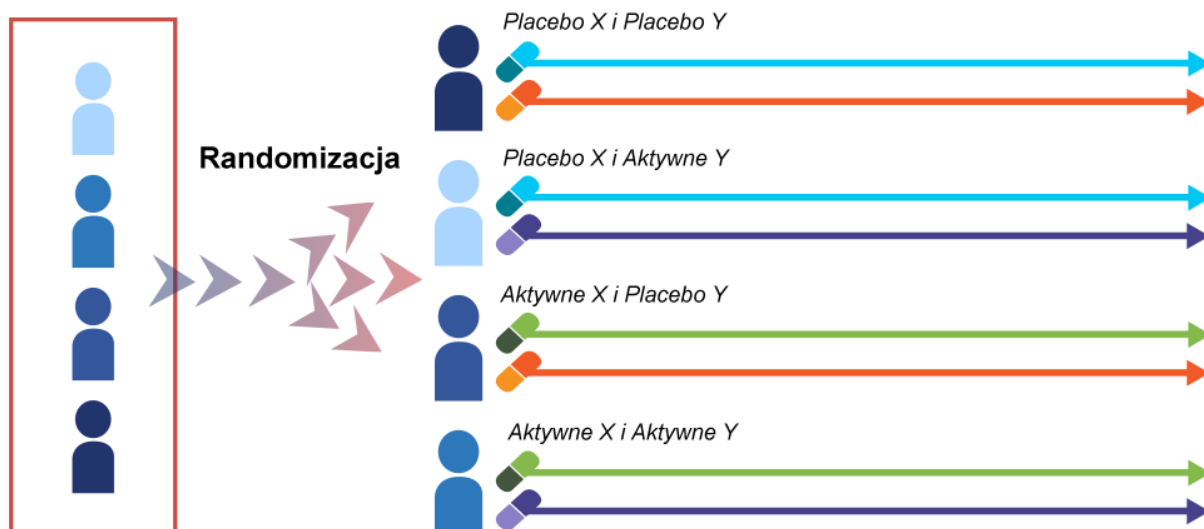 Placebo X i Placebo Y
Randomizacja
Placebo X i Aktywne Y
Aktywne X i Placebo Y
Aktywne X i Aktywne Y